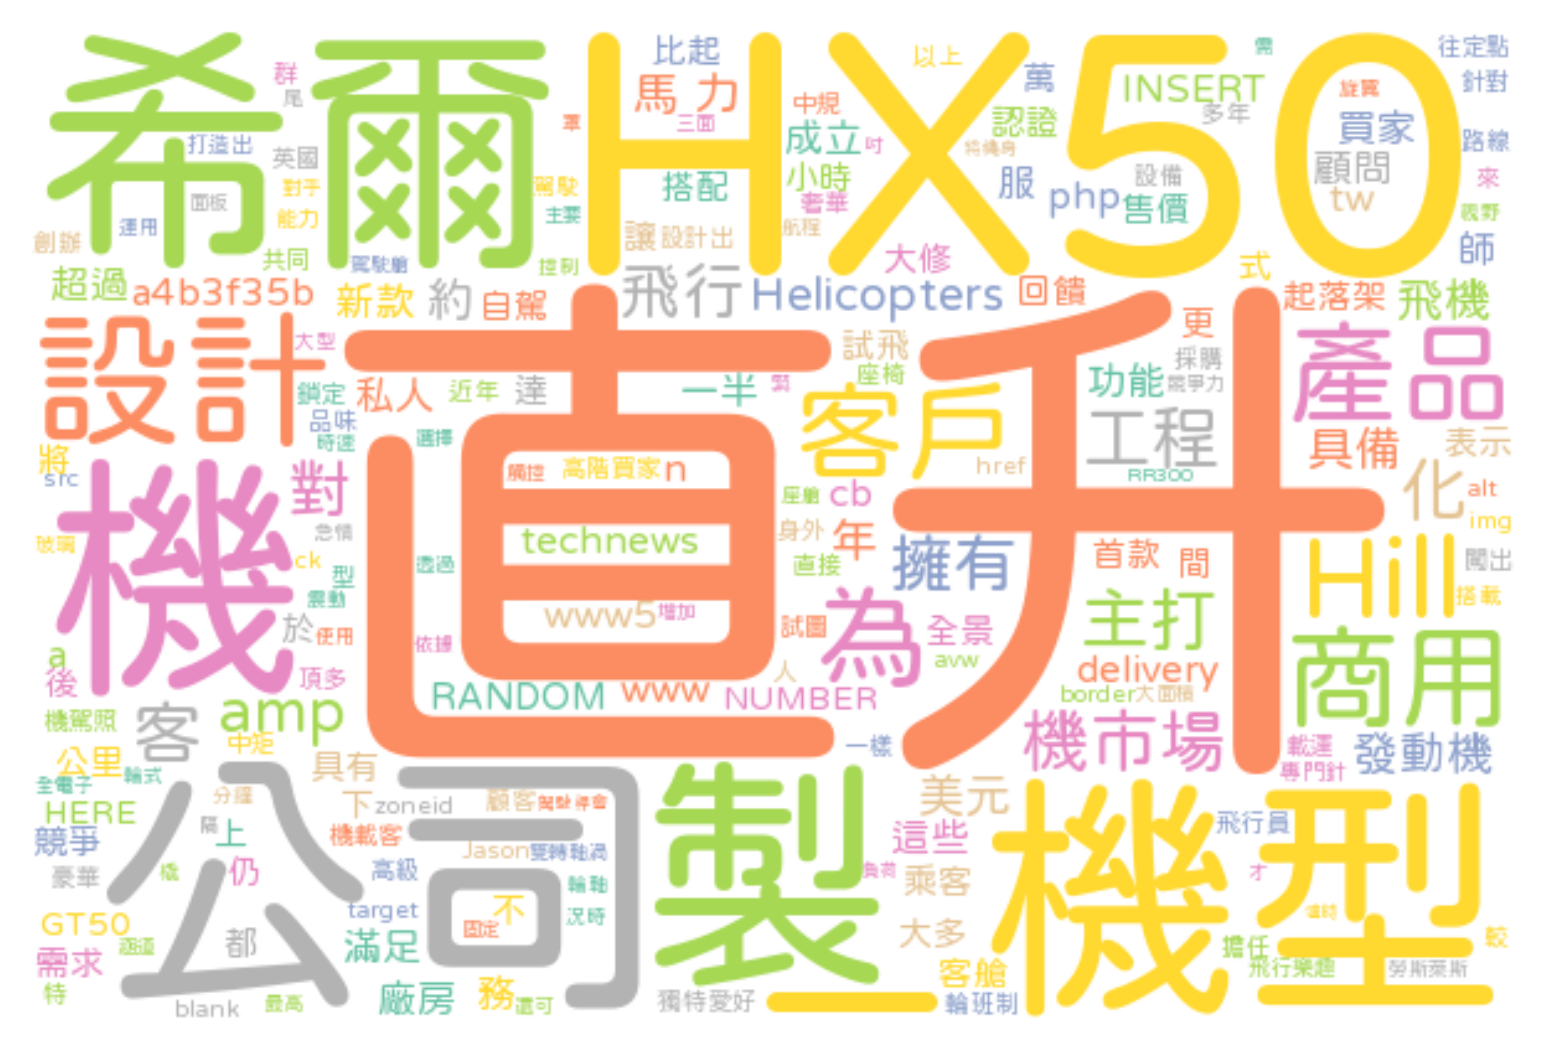 希爾
HX50
直升
機
公司
製
一
機型
設計
產品
商用
Hill
客戶
為
擁有
主打
機市場
工程
化
具備
飛機
起落架
發動機
飛行
Helicopters
回饋
大修
式
更
採購
競爭力
功能
試飛
座椅
一半
緊
群
尾
打造出
英國
面板
對手
能力
運用
創辦
共同
駕駛艙
超過
a4b3f35b
新款
約
自駕
比起
馬力
三面
罩
駕駛
主要
控制
搭配
讓
設計出
中規
成立
吋
小時
奢華
航程
以上
萬
認證
特機身
服
php
INSERT
多年
設備
售價
需
旋翼
買家
顧問
tw
往定點
針對
路線
來
視野
師
大型
鎖定
私人
近年
達
品味
時速
選擇
將
src
對
急情
玻璃
ck
型
震動
於
使用
a
後
頂多
觸控
高階買家
n
technews
www5
增加
透過
依據
RANDOM
www
NUMBER
座艙
cb
身外
年
直接
試圖
全景
人
avw
href
RR300
首款
間
delivery
border
大面積
表示
alt
img
闖出
搭載
載運
專門針
機駕照
客
amp
公里
中矩
全電子
輪式
HERE
分鐘
競爭
隔
上
豪華
橇
仍
GT50
需求
特
都
blank
最高
具有
下
zoneid
顧客
機載客
Jason
雙轉軸渦
高級
輪軸
target
況時
不
固定
滿足
廠房
務
還可
一樣
美元
這些
負荷
乘客
大多
客艙
獨特愛好
輪班制
飛行員
才
擔任
飛行樂趣
勞斯萊斯
較